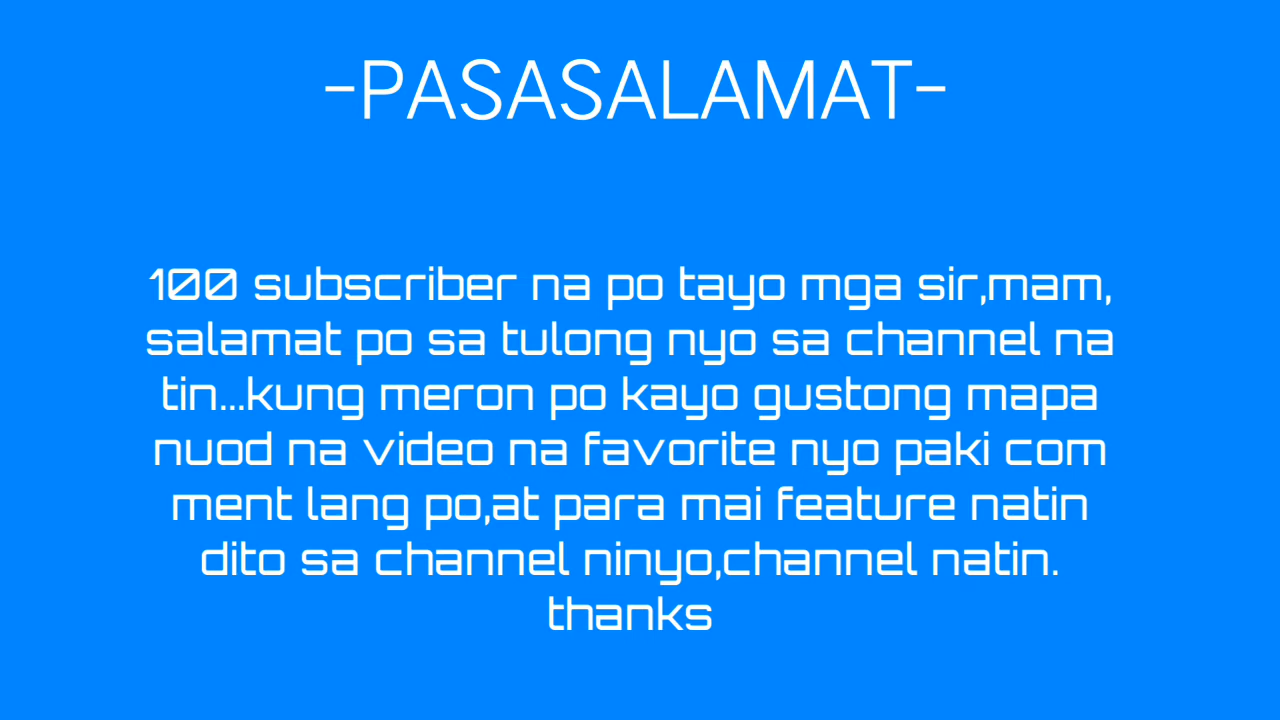 -PASASALAMAT-
100 subscriber na po tayo mga sir,mam,
salamat po sa tulong nyo sa channel na
tin...kung meron po kayo gustong mapa
nuod na video na favorite nyo paki com
ment lang po,at para mai feature natin
dito sa channel ninyo,channel natin.
thanks